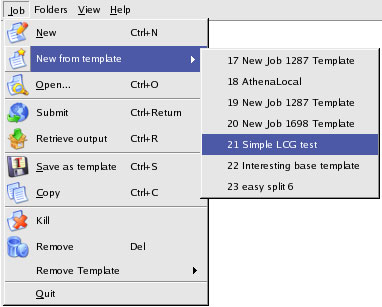 Job Folders View Help
New Ctrl+N
New from template
Open... Ctrl+O
Submit Ctrl+Return
Retrieve output Ctrl+R
Save as template Ctrl+S
Copy Ctrl+C
Kill
Remove Del
Remove Template
Quit
17 New Job 1287 Template
18 AthenaLocal
19 New Job 1287 Template
20 New Job 1698 Template
21 Simple LCG test
22 Interesting base template
23 easy split 6